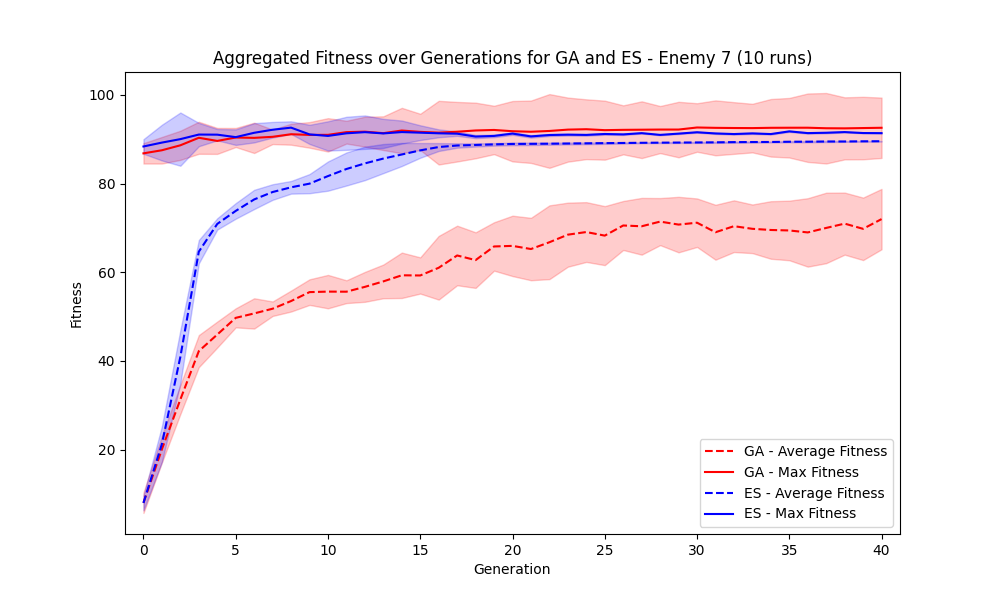 Aggregated Fitness over Generations for GA and ES - Enemy 7 (10 runs)
100
80
60
40
20
Fitness
0 5 10 15 20 25 30 35 40
Generation
GA - Average Fitness
GA - Max Fitness
ES - Average Fitness
ES - Max Fitness